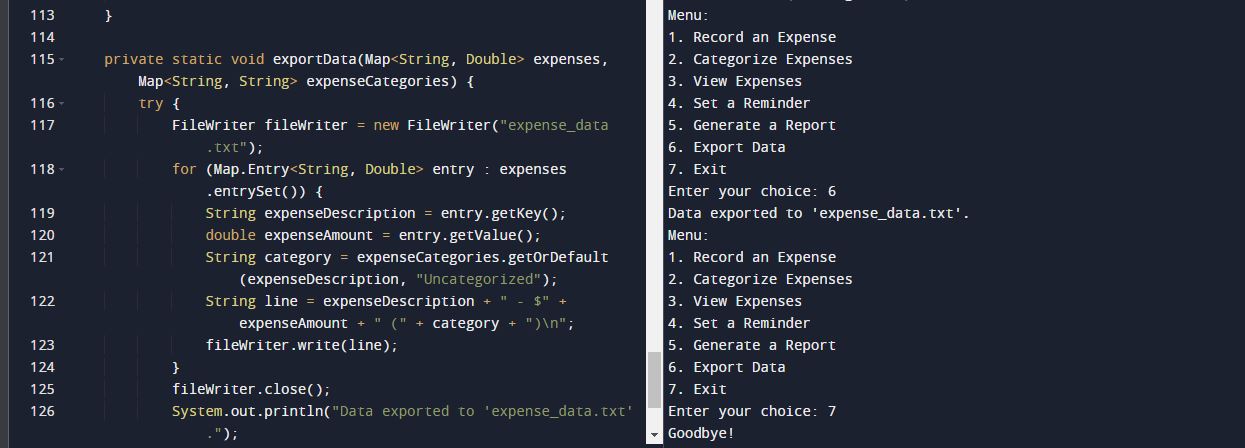 113 }
114
115 private static void exportData(Map<String, Double> expenses,
Map<String, String> expenseCategories) {
116 try {
117 FileWriter fileWriter = new FileWriter("expense_data
.txt");
118 for (Map.Entry<String, Double> entry : expenses
.entrySet()) {
119 String expenseDescription = entry.getKey();
120 double expenseAmount = entry.getValue();
121 String category = expenseCategories.getOrDefault
(expenseDescription, "Uncategorized");
122 String line = expenseDescription + " - $" +
expenseAmount + " (" + category + ")\n";
123 fileWriter.write(line);
124 }
125 fileWriter.close();
126 System.out.println("Data exported to 'expense_data.txt'
.");
Menu:
1. Record an Expense
2. Categorize Expenses
3. View Expenses
4. Set a Reminder
5. Generate a Report
6. Export Data
7. Exit
Enter your choice: 6
Data exported to 'expense_data.txt'.
Menu:
1. Record an Expense
2. Categorize Expenses
3. View Expenses
4. Set a Reminder
5. Generate a Report
6. Export Data
7. Exit
Enter your choice: 7
Goodbye!